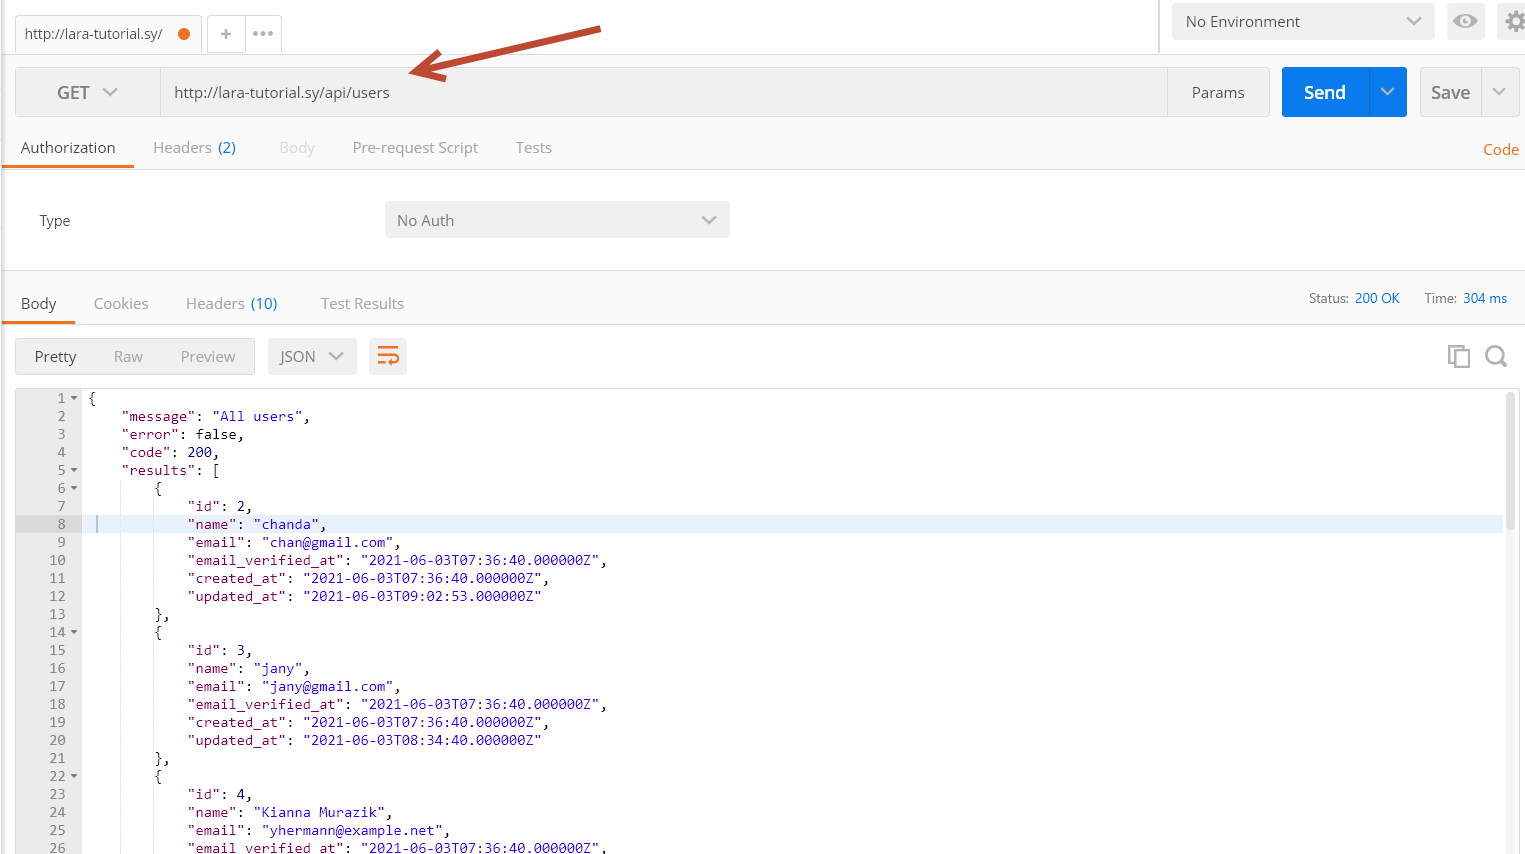 http://lara-tutorial.sy/ + ••• No Environment
GET http://lara-tutorial.sy/api/users Params Send Save
Authorization Headers (2) Body Pre-request Script Tests Code
Type No Auth
Body Cookies Headers (10) Test Results Status: 200 OK Time: 304 ms
Pretty Raw Preview JSON
1 {
2 "message": "All users",
3 "error": false,
4 "code": 200,
5 "results": [
6 {
7 "id": 2,
8 "name": "chanda",
9 "email": "chan@gmail.com",
10 "email_verified_at": "2021-06-03T07:36:40.000000Z",
11 "created_at": "2021-06-03T07:36:40.000000Z",
12 "updated_at": "2021-06-03T09:02:53.000000Z"
13 },
14 {
15 "id": 3,
16 "name": "jany",
17 "email": "jany@gmail.com",
18 "email_verified_at": "2021-06-03T07:36:40.000000Z",
19 "created_at": "2021-06-03T07:36:40.000000Z",
20 "updated_at": "2021-06-03T08:34:40.000000Z"
21 },
22 {
23 "id": 4,
24 "name": "Kianna Murazik",
25 "email": "yhermann@example.net",
26 "email_verified_at": "2021-06-03T07:36:40.000000Z",